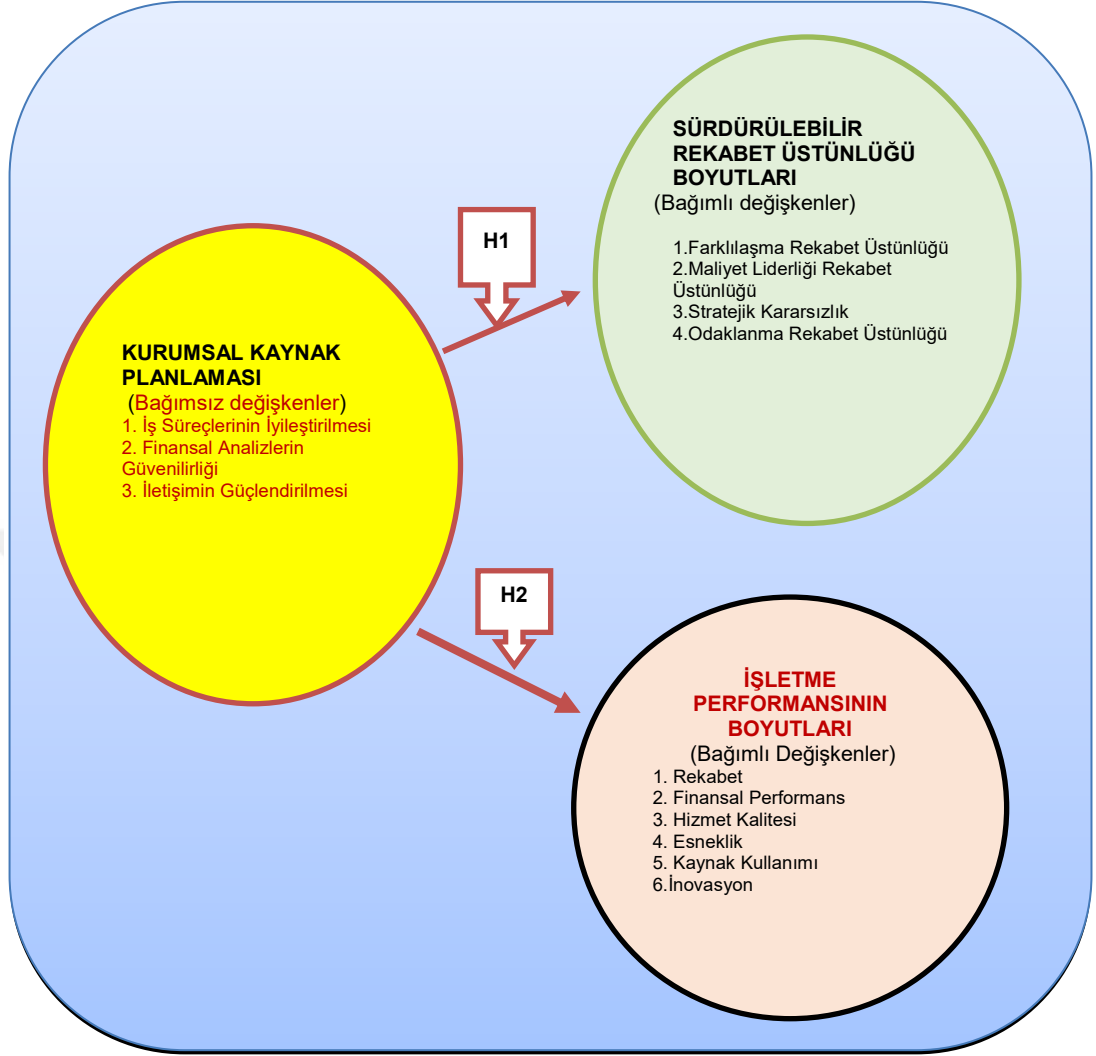 SÜRDÜRÜLEBİLİR
REKABET ÜSTÜNLÜĞÜ
BOYUTLARI
(Bağımlı değişkenler)
1.Farklılaşma Rekabet Üstünlüğü
2.Maliyet Liderliği Rekabet
Üstünlüğü
3.Stratejik Kararsızlık
4.Odaklanma Rekabet Üstünlüğü
H1
KURUMSAL KAYNAK
PLANLAMASI
(Bağımsız değişkenler)
1. İş Süreçlerinin İyileştirilmesi
2. Finansal Analizlerin
Güvenilirliği
3. İletişimin Güçlendirilmesi
H2
İŞLETME
PERFORMANSININ
BOYUTLARI
(Bağımlı Değişkenler)
1. Rekabet
2. Finansal Performans
3. Hizmet Kalitesi
4. Esneklik
5. Kaynak Kullanımı
6.İnovasyon